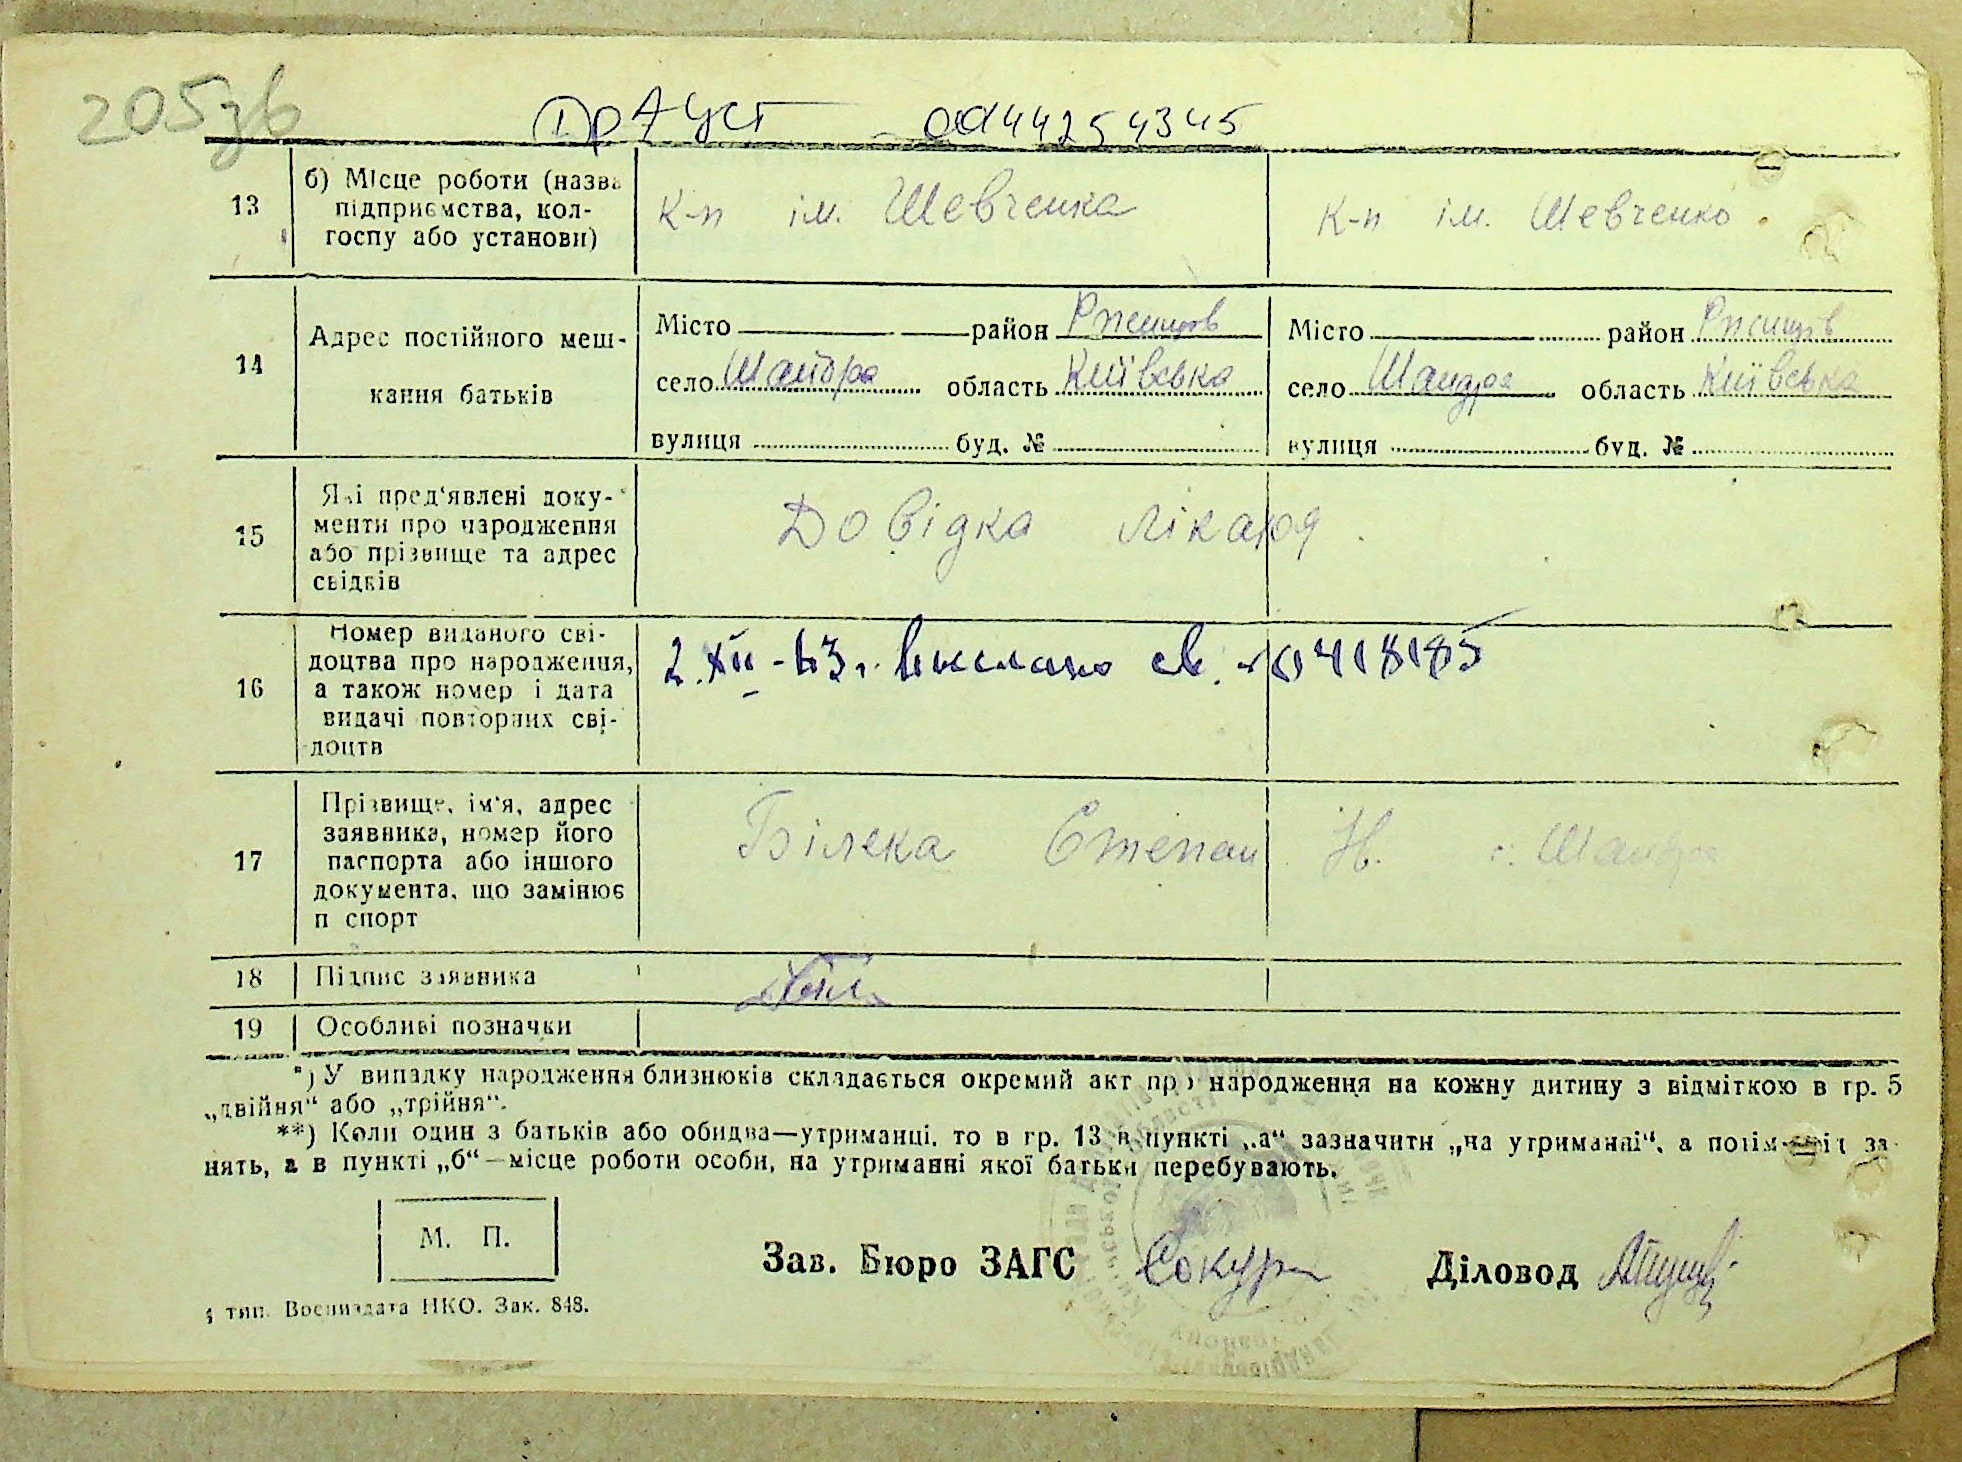 205зв
00144254345
13
б) Місце роботи (назва
підприємства, кол-
госпу або установи)
к-п ім. Шевченка
к-п ім. Шевченко
14
Адрес постійного меш-
кання батьків
Місто район Ржищів
село Шандра область Київська
вулиця буд. №
Місто район Ржищів
село Шандра область Київська
вулиця буд. №
15
Які пред'явлені доку-
менти про народження
або прізвище та адрес
свідків
Довідка лікаря
16
Номер виданого сві-
доцтва про народження,
а також номер і дата
видачі повторних сві-
доцтв
2.XII-63 г. выслано св. 0418185
17
Прізвище, ім'я, адрес
заявника, номер його
паспорта або іншого
документа, що замінює
п спорт
Білека Степан Н. с. Шандра
18
Підпис заявника
19
Особливі позначки
*) У випадку народження близнюків складається окремий акт про народження на кожну дитину з відміткою в гр. 5
„двійня“ або „трійня“.
**) Коли один з батьків або обидва—утриманці, то в гр. 13 в пункті „а“ зазначити „на утриманні“, а потім рід за-
нять, а в пункті „б“—місце роботи особи, на утриманні якої батьки перебувають.
М. П.
Зав. Бюро ЗАГС Сокур
Діловод
тип. Воениздата НКО. Зак. 848.